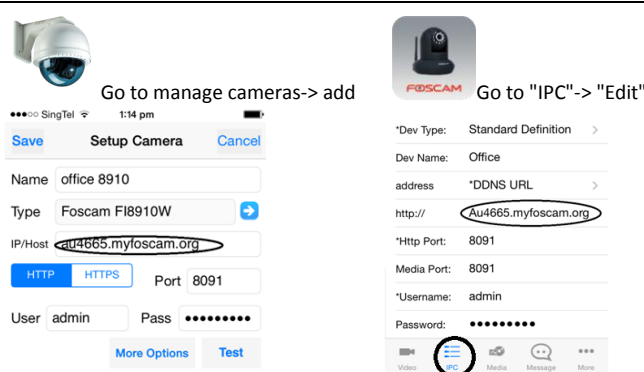 Go to manage cameras-> add
SingTel 1:14 pm
Save Setup Camera Cancel
Name office 8910
Type Foscam FI8910W
IP/Host au4665.myfoscam.org
HTTP HTTPS Port 8091
User admin Pass •••••••••
More Options Test
FOSCAM Go to "IPC"-> "Edit"
*Dev Type: Standard Definition
Dev Name: Office
address *DDNS URL
http:// Au4665.myfoscam.org
*Http Port: 8091
Media Port: 8091
*Username: admin
Password: •••••••••
Video IPC Media Message More